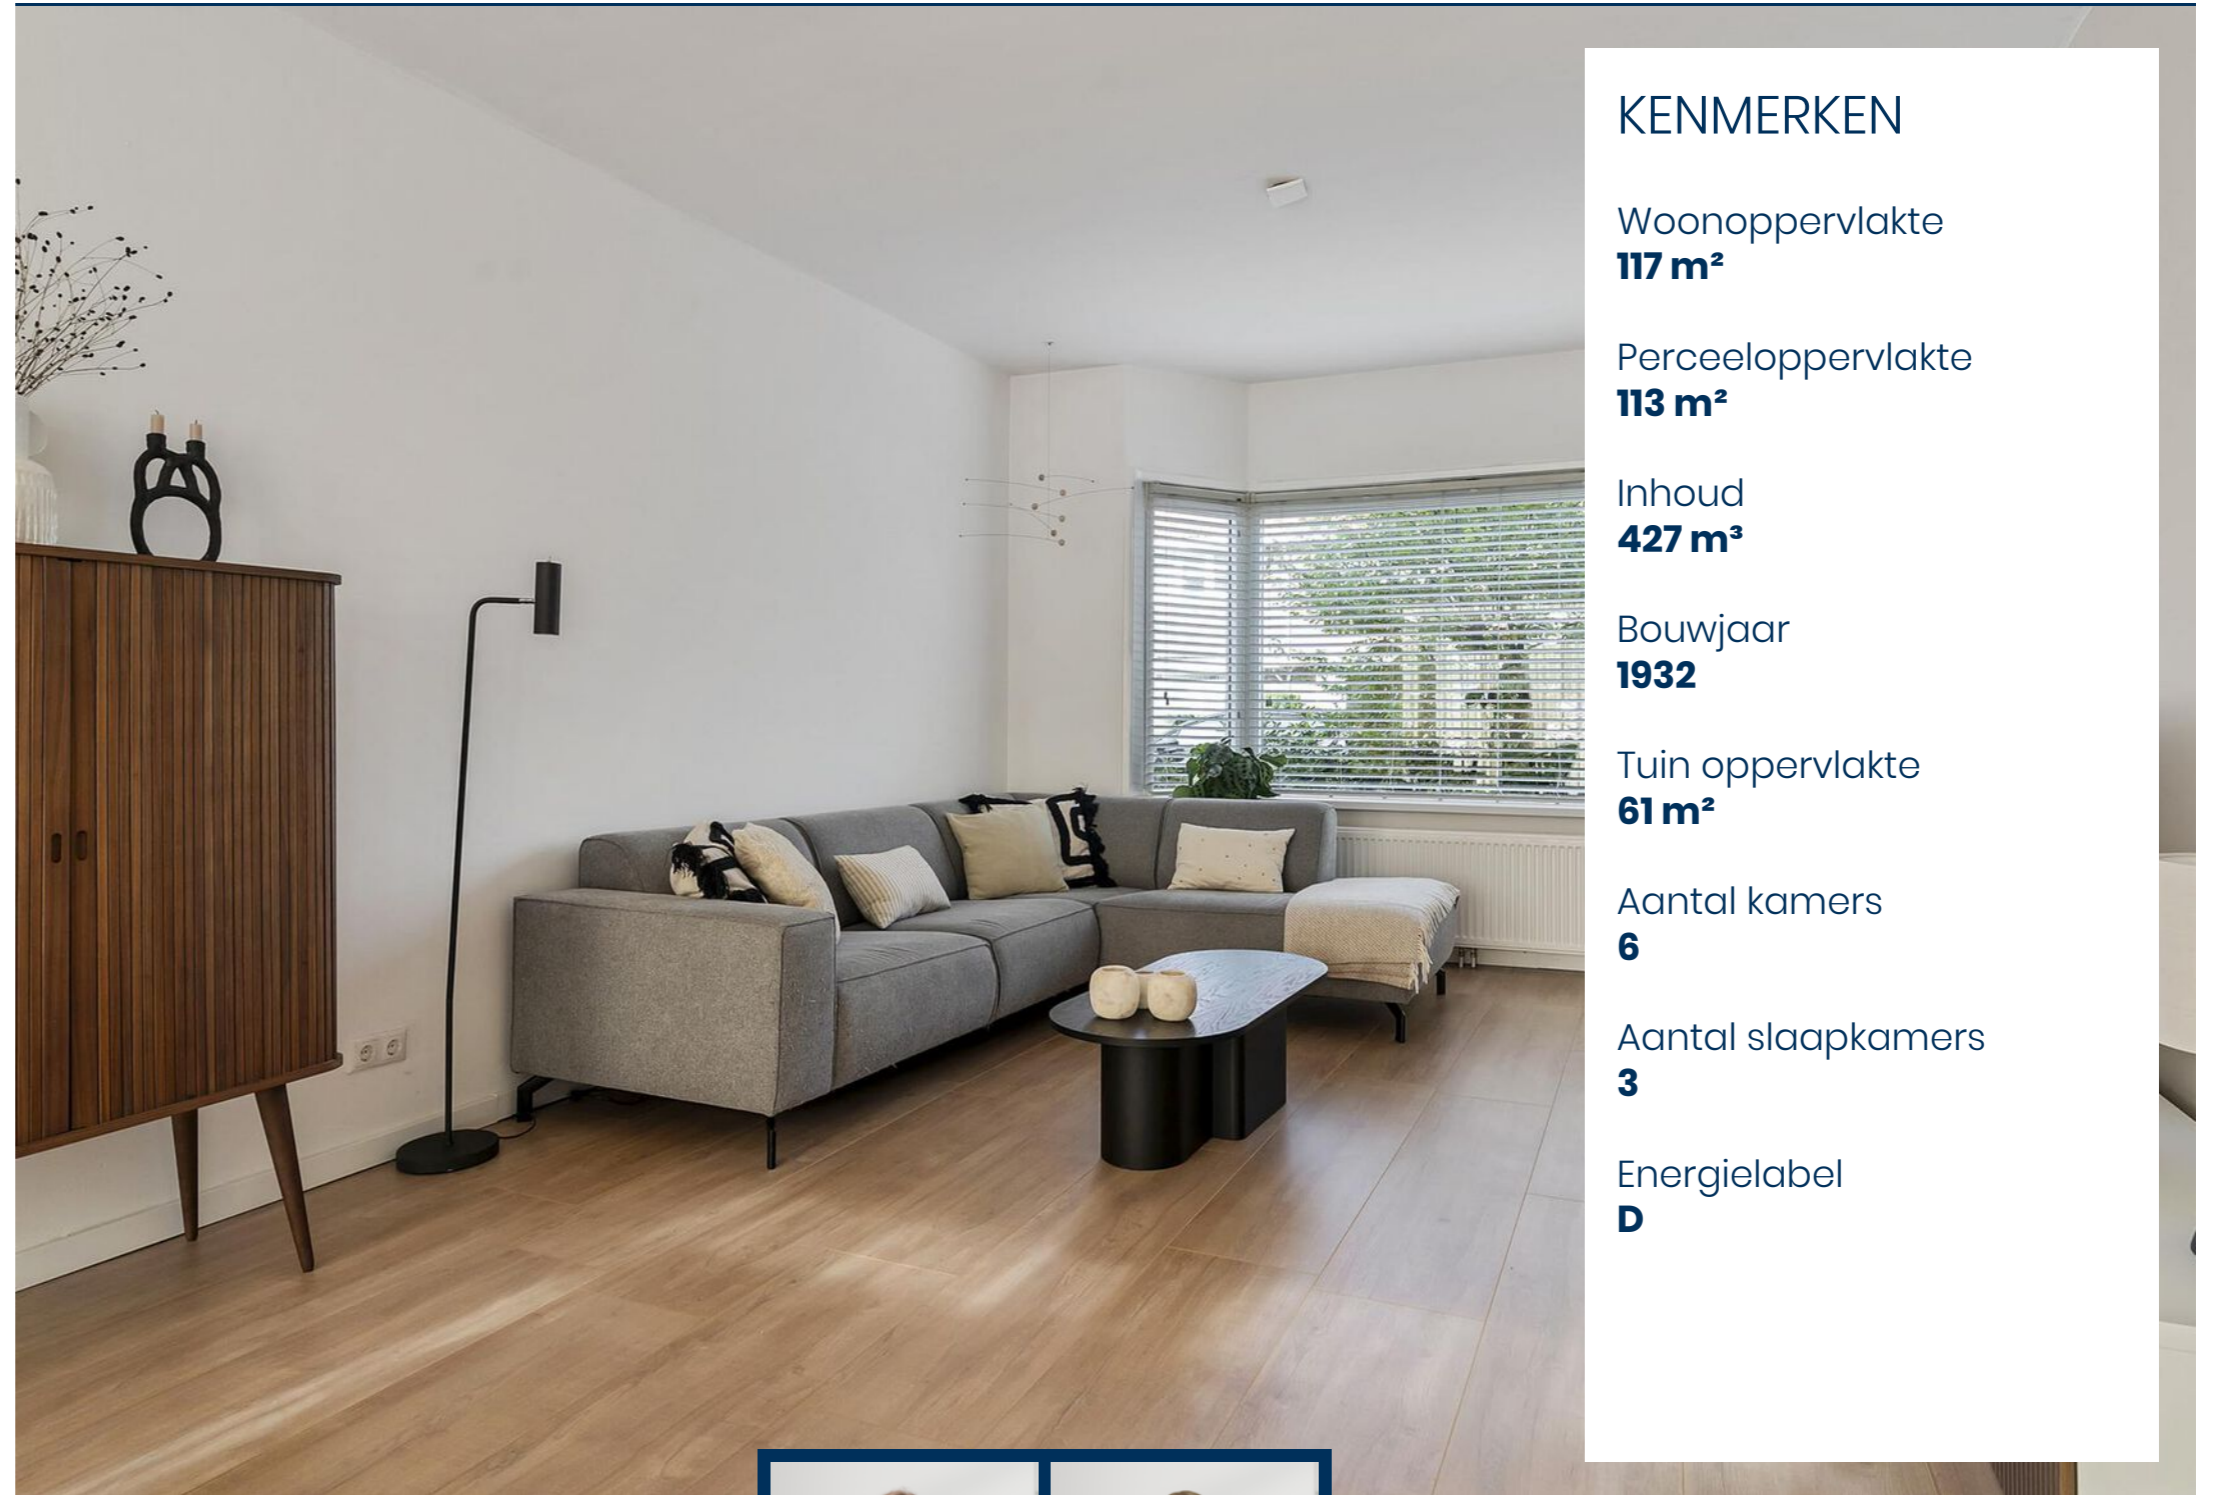 KENMERKEN
Woonoppervlakte
117 m²
Perceeloppervlakte
113 m²
Inhoud
427 m³
Bouwjaar
1932
Tuin oppervlakte
61 m²
Aantal kamers
6
Aantal slaapkamers
3
Energielabel
D